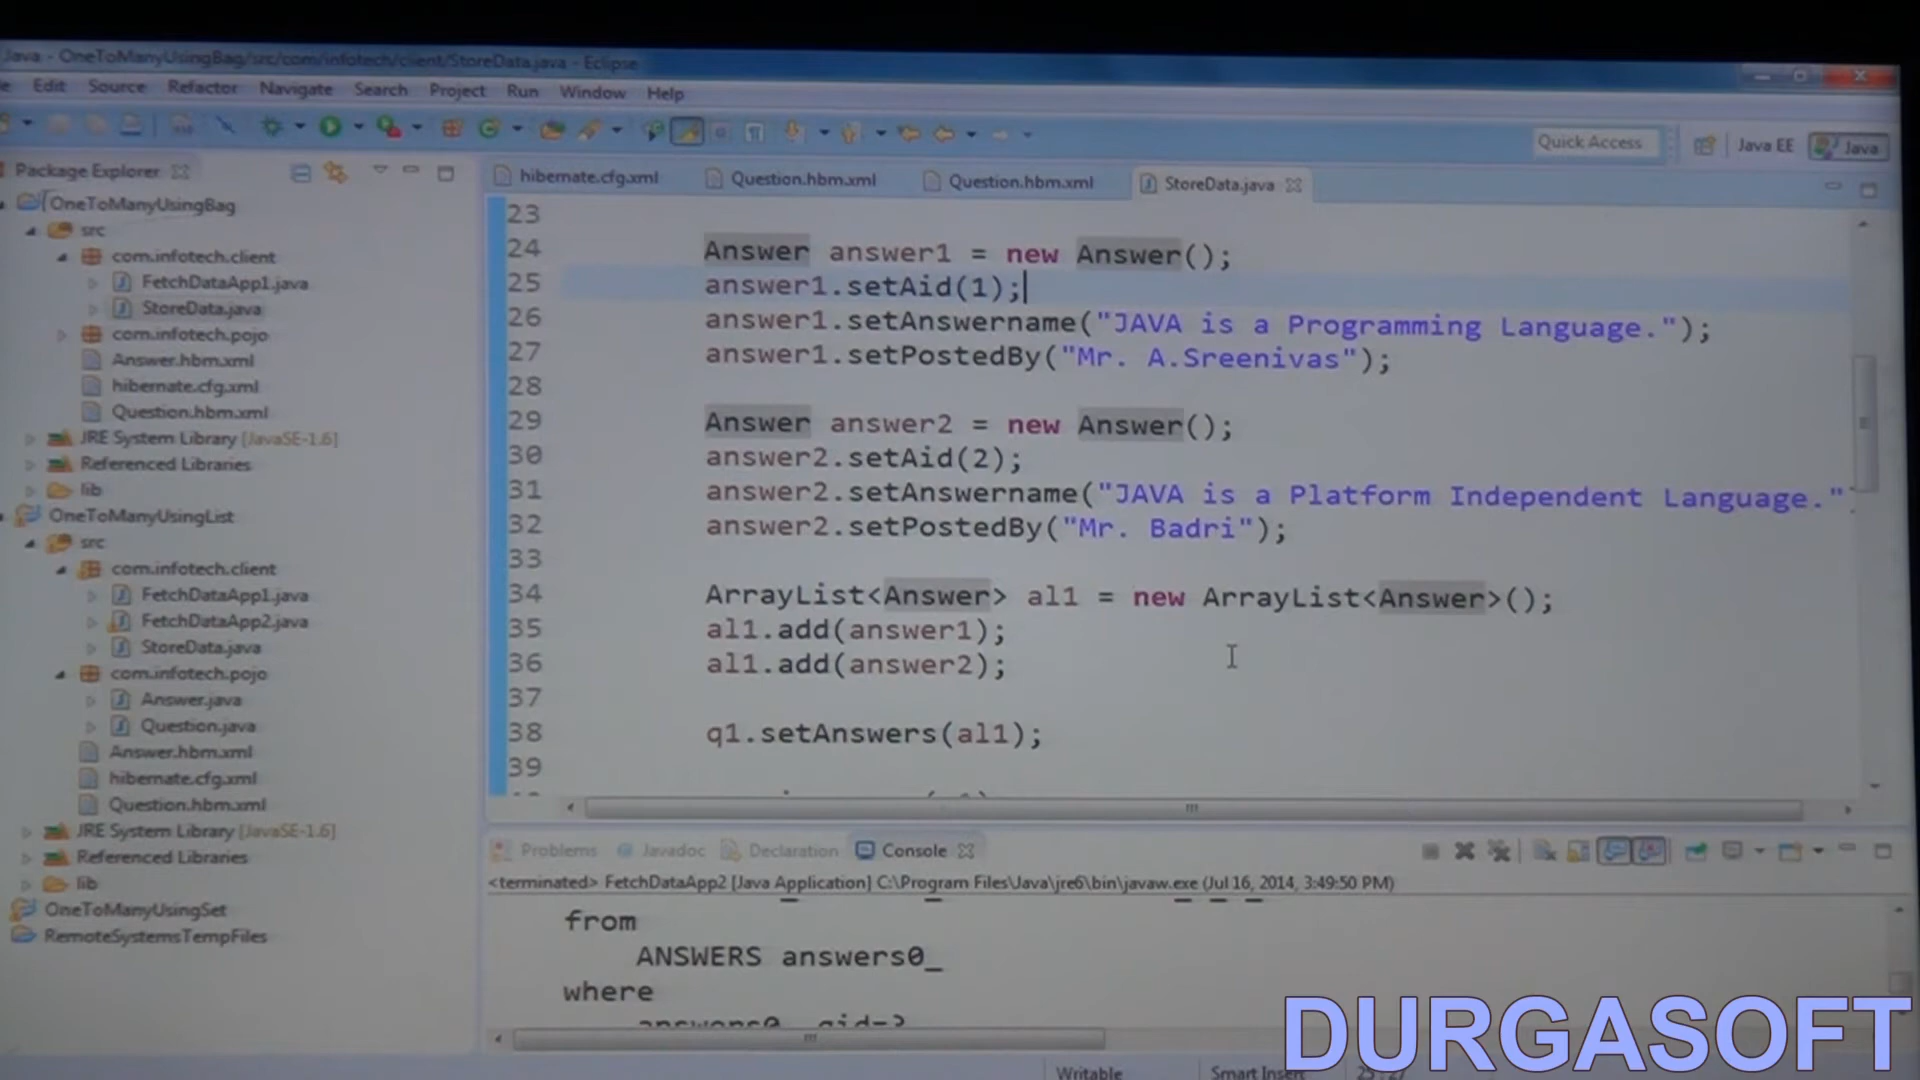 Java - OneToManyUsingBag/src/com/infotech/client/StoreData.java - Eclipse
Edit Source Refactor Navigate Search Project Run Window Help
Quick Access
Java EE
Java
Package Explorer
OneToManyUsingBag
src
com.infotech.client
FetchDataApp1.java
StoreData.java
com.infotech.pojo
Answer.hbm.xml
hibernate.cfg.xml
Question.hbm.xml
JRE System Library [JavaSE-1.6]
Referenced Libraries
lib
OneToManyUsingList
src
com.infotech.client
FetchDataApp1.java
FetchDataApp2.java
StoreData.java
com.infotech.pojo
Answer.java
Question.java
Answer.hbm.xml
hibernate.cfg.xml
Question.hbm.xml
JRE System Library [JavaSE-1.6]
Referenced Libraries
lib
OneToManyUsingSet
RemoteSystemsTempFiles
hibernate.cfg.xml
Question.hbm.xml
Question.hbm.xml
StoreData.java
23
24 Answer answer1 = new Answer();
25 answer1.setAid(1);
26 answer1.setAnswername("JAVA is a Programming Language.");
27 answer1.setPostedBy("Mr. A.Sreenivas");
28
29 Answer answer2 = new Answer();
30 answer2.setAid(2);
31 answer2.setAnswername("JAVA is a Platform Independent Language."
32 answer2.setPostedBy("Mr. Badri");
33
34 ArrayList<Answer> al1 = new ArrayList<Answer>();
35 al1.add(answer1);
36 al1.add(answer2);
37
38 q1.setAnswers(al1);
39
Problems Javadoc Declaration Console
<terminated> FetchDataApp2 [Java Application] C:\Program Files\Java\jre6\bin\javaw.exe (Jul 16, 2014, 3:49:50 PM)
from
ANSWERS answers0_
where
Writable Smart Insert
DURGASOFT